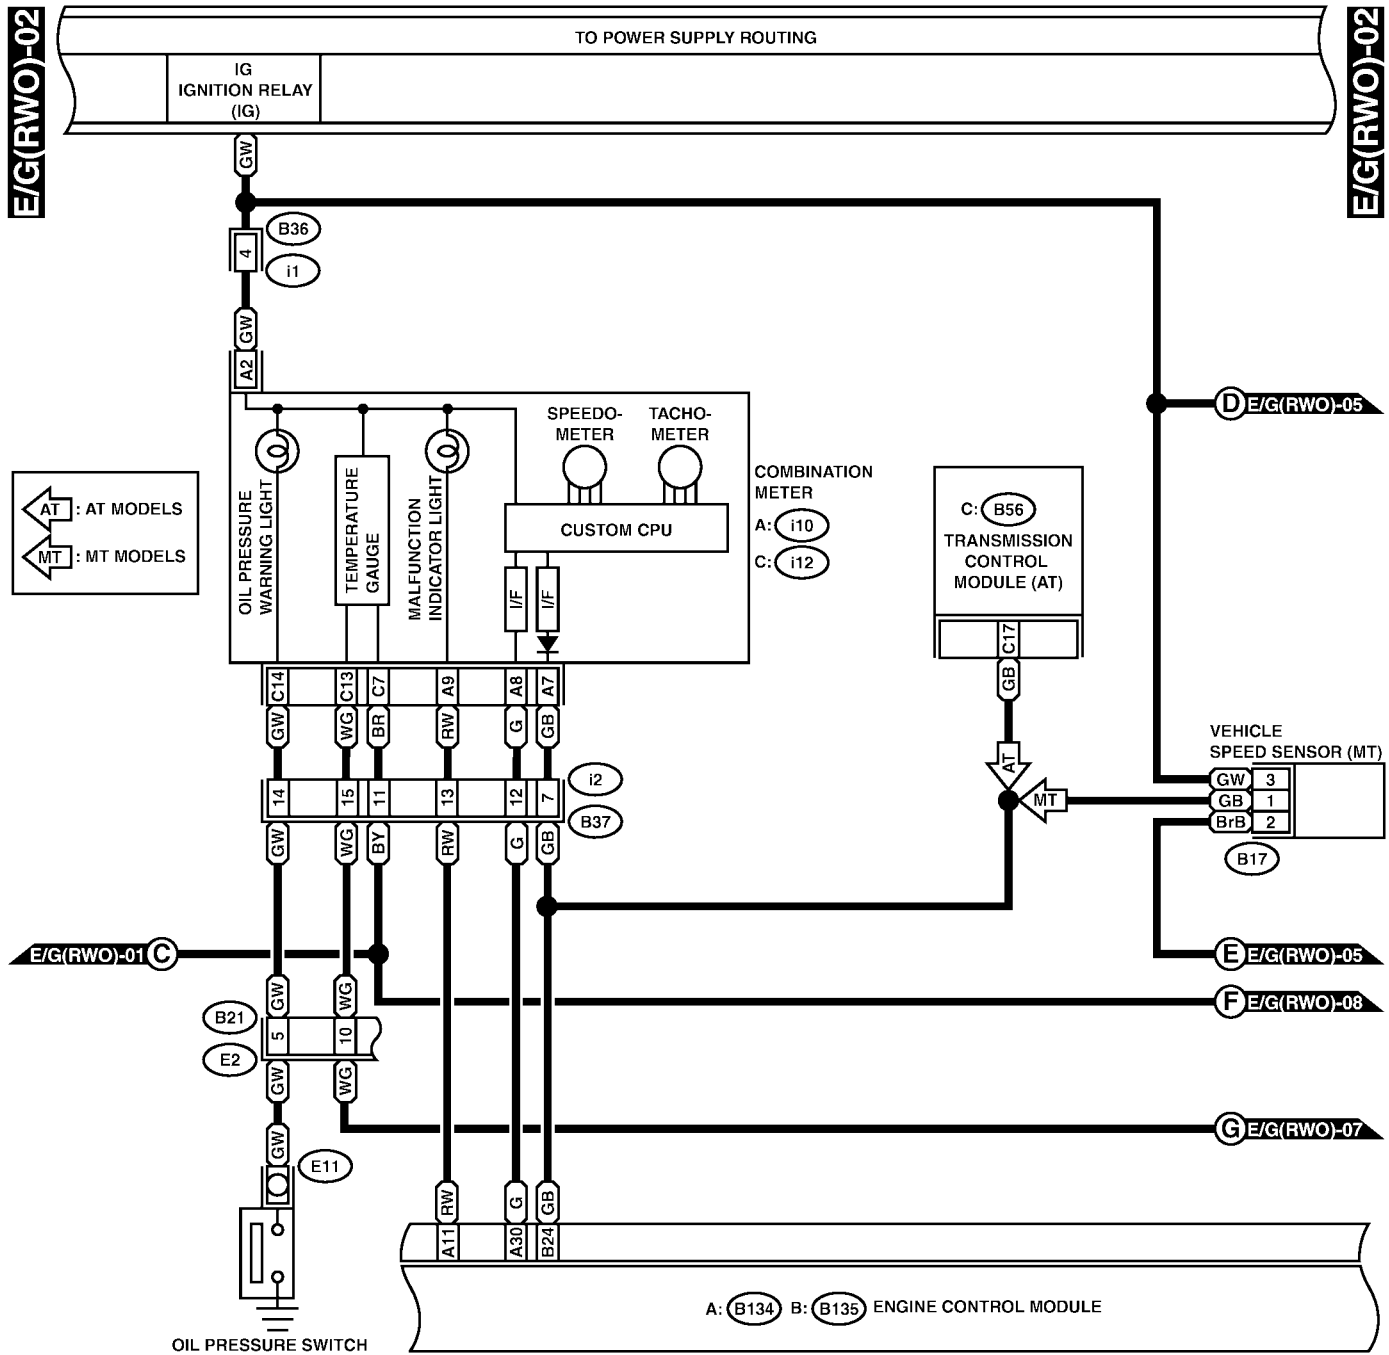 E/G(RWO)-02
E/G(RWO)-02
TO POWER SUPPLY ROUTING
IG
IGNITION RELAY
(IG)
GW
B36
4
i1
GW
A2
D E/G(RWO)-05
SPEEDO-
METER
TACHO-
METER
OIL PRESSURE
WARNING LIGHT
TEMPERATURE
GAUGE
MALFUNCTION
INDICATOR LIGHT
CUSTOM CPU
I/F
I/F
COMBINATION
METER
A: i10
C: i12
AT : AT MODELS
MT : MT MODELS
C: B56
TRANSMISSION
CONTROL
MODULE (AT)
C17
GB
AT
MT
C14
C13
C7
A9
A8
A7
GW
WG
BR
RW
G
GB
14
15
11
13
12
7
i2
B37
GW
WG
BY
RW
G
GB
VEHICLE
SPEED SENSOR (MT)
GW 3
GB 1
BrB 2
B17
E/G(RWO)-01 C
E E/G(RWO)-05
F E/G(RWO)-08
GW
WG
B21
5
10
E2
GW
WG
G E/G(RWO)-07
GW
E11
RW
G
GB
A11
A30
B24
A: B134 B: B135 ENGINE CONTROL MODULE
OIL PRESSURE SWITCH